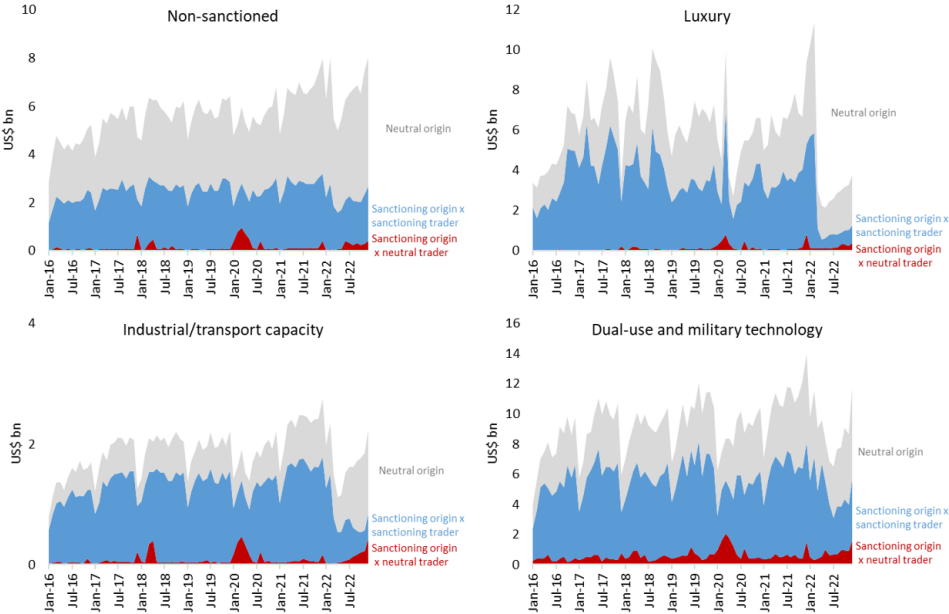 Non-sanctioned
10
8
6
4
2
0
US$ bn
Neutral origin
Sanctioning origin x
sanctioning trader
Sanctioning origin
x neutral trader
Jan-16
Jul-16
Jan-17
Jul-17
Jan-18
Jul-18
Jan-19
Jul-19
Jan-20
Jul-20
Jan-21
Jul-21
Jan-22
Jul-22
Luxury
12
10
8
6
4
2
0
US$ bn
Neutral origin
Sanctioning origin x
sanctioning trader
Sanctioning origin
x neutral trader
Jan-16
Jul-16
Jan-17
Jul-17
Jan-18
Jul-18
Jan-19
Jul-19
Jan-20
Jul-20
Jan-21
Jul-21
Jan-22
Jul-22
Industrial/transport capacity
4
2
0
US$ bn
Neutral origin
Sanctioning origin x
sanctioning trader
Sanctioning origin
x neutral trader
Jan-16
Jul-16
Jan-17
Jul-17
Jan-18
Jul-18
Jan-19
Jul-19
Jan-20
Jul-20
Jan-21
Jul-21
Jan-22
Jul-22
Dual-use and military technology
16
14
12
10
8
6
4
2
0
US$ bn
Neutral origin
Sanctioning origin x
sanctioning trader
Sanctioning origin
x neutral trader
Jan-16
Jul-16
Jan-17
Jul-17
Jan-18
Jul-18
Jan-19
Jul-19
Jan-20
Jul-20
Jan-21
Jul-21
Jan-22
Jul-22